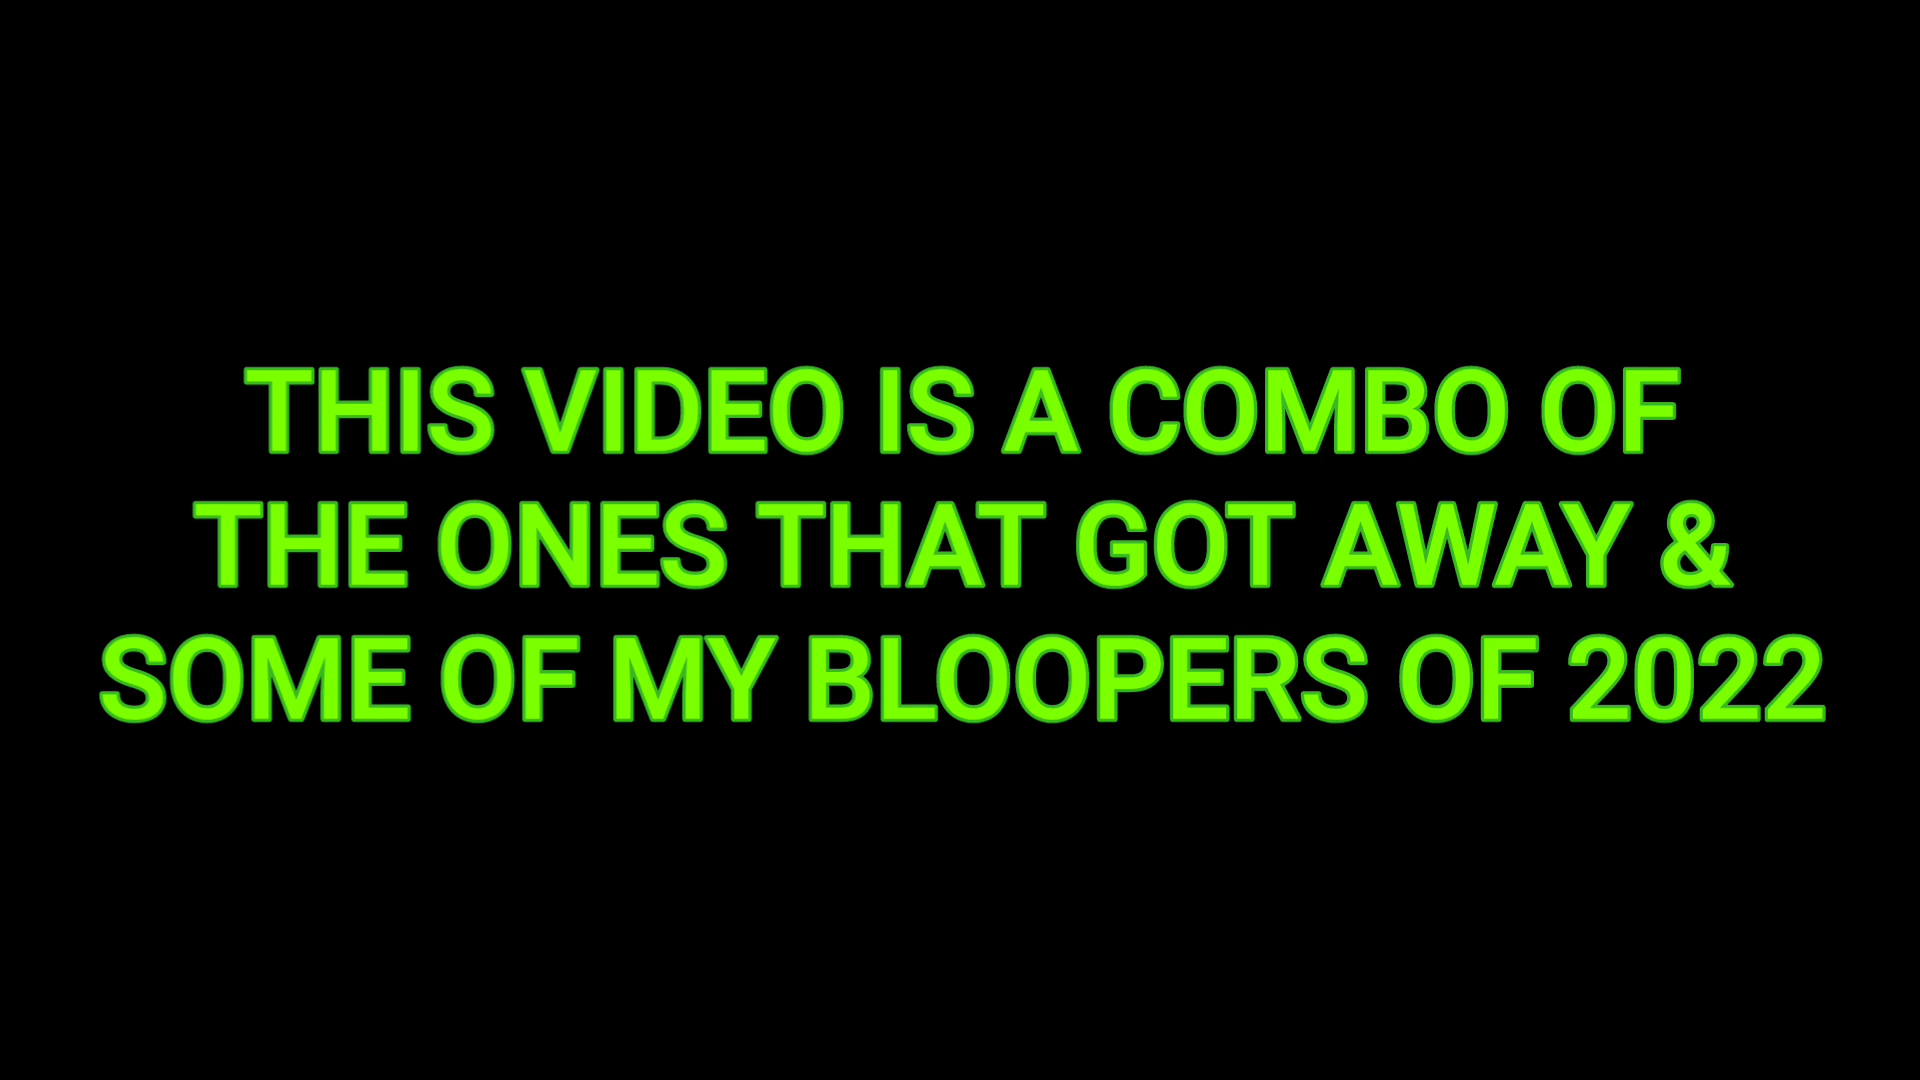 THIS VIDEO IS A COMBO OF
THE ONES THAT GOT AWAY &
SOME OF MY BLOOPERS OF 2022